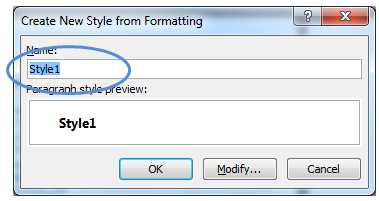 Create New Style from Formatting
Name:
Style1
Paragraph style preview:
Style1
OK Modify... Cancel